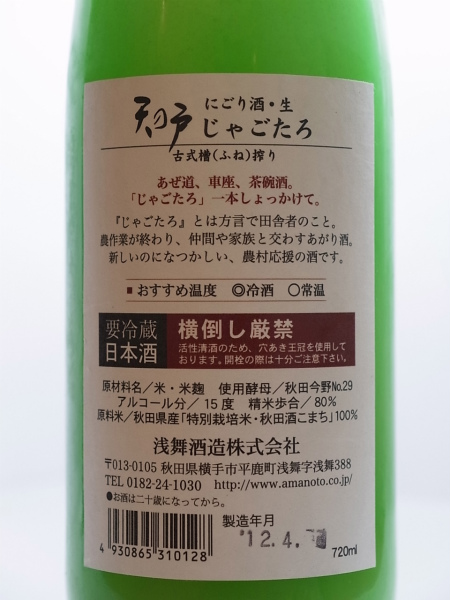 天の戸
にごり酒・生
じゃごたろ
古式槽(ふね)搾り
あぜ道、車座、茶碗酒。
「じゃごたろ」一本しょっかけて。
『じゃごたろ』とは方言で田舎者のこと。
農作業が終わり、仲間や家族と交わすあがり酒。
新しいのになつかしい、農村応援の酒です。
■おすすめ温度 ◎冷酒 ○常温
要冷蔵
日本酒
横倒し厳禁
活性清酒のため、穴あき王冠を使用して
おります。開栓の際は十分ご注意下さい。
原材料名/米・米麹 使用酵母/秋田今野No.29
アルコール分/15度 精米歩合/80%
原料米/秋田県産「特別栽培米・秋田酒こまち」100%
浅舞酒造株式会社
〒013-0105 秋田県横手市平鹿町浅舞字浅舞388
TEL 0182-24-1030 http://www.amanoto.co.jp/
●お酒は二十歳になってから。
4 930865 310128
製造年月
'12.4.
720ml